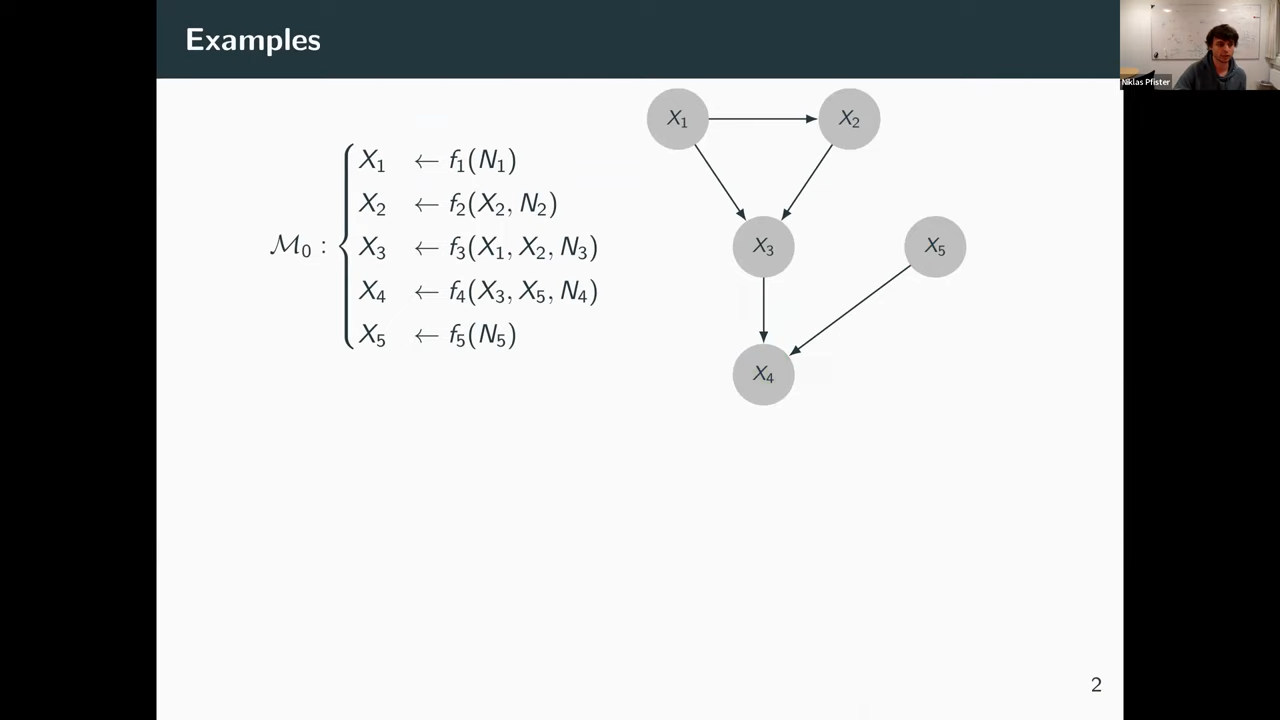 Examples
Niklas Pfister
M₀ :
X₁ ← f₁(N₁)
X₂ ← f₂(X₂, N₂)
X₃ ← f₃(X₁, X₂, N₃)
X₄ ← f₄(X₃, X₅, N₄)
X₅ ← f₅(N₅)
X₁
X₂
X₃
X₅
X₄
2